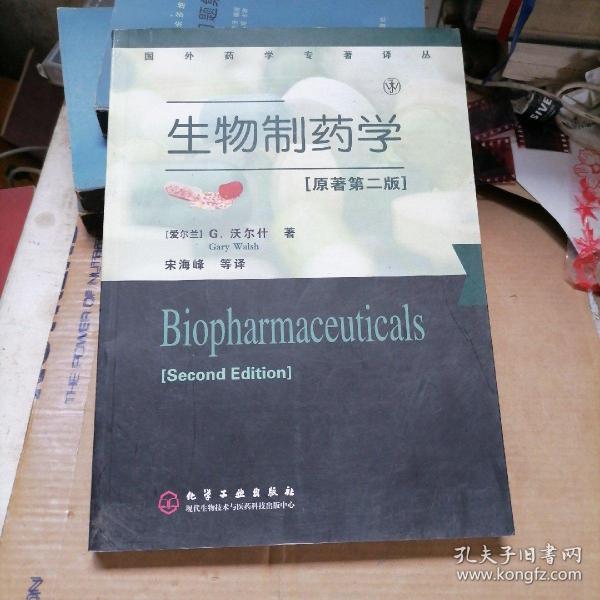 国外药学专著译丛
生物制药学
[原著第二版]
[爱尔兰] G. 沃尔什 著
Gary Walsh
宋海峰 等译
Biopharmaceuticals
[Second Edition]
化学工业出版社
现代生物技术与医药科技出版中心
THE POWER OF
孔夫子旧书网
www.kongfz.com